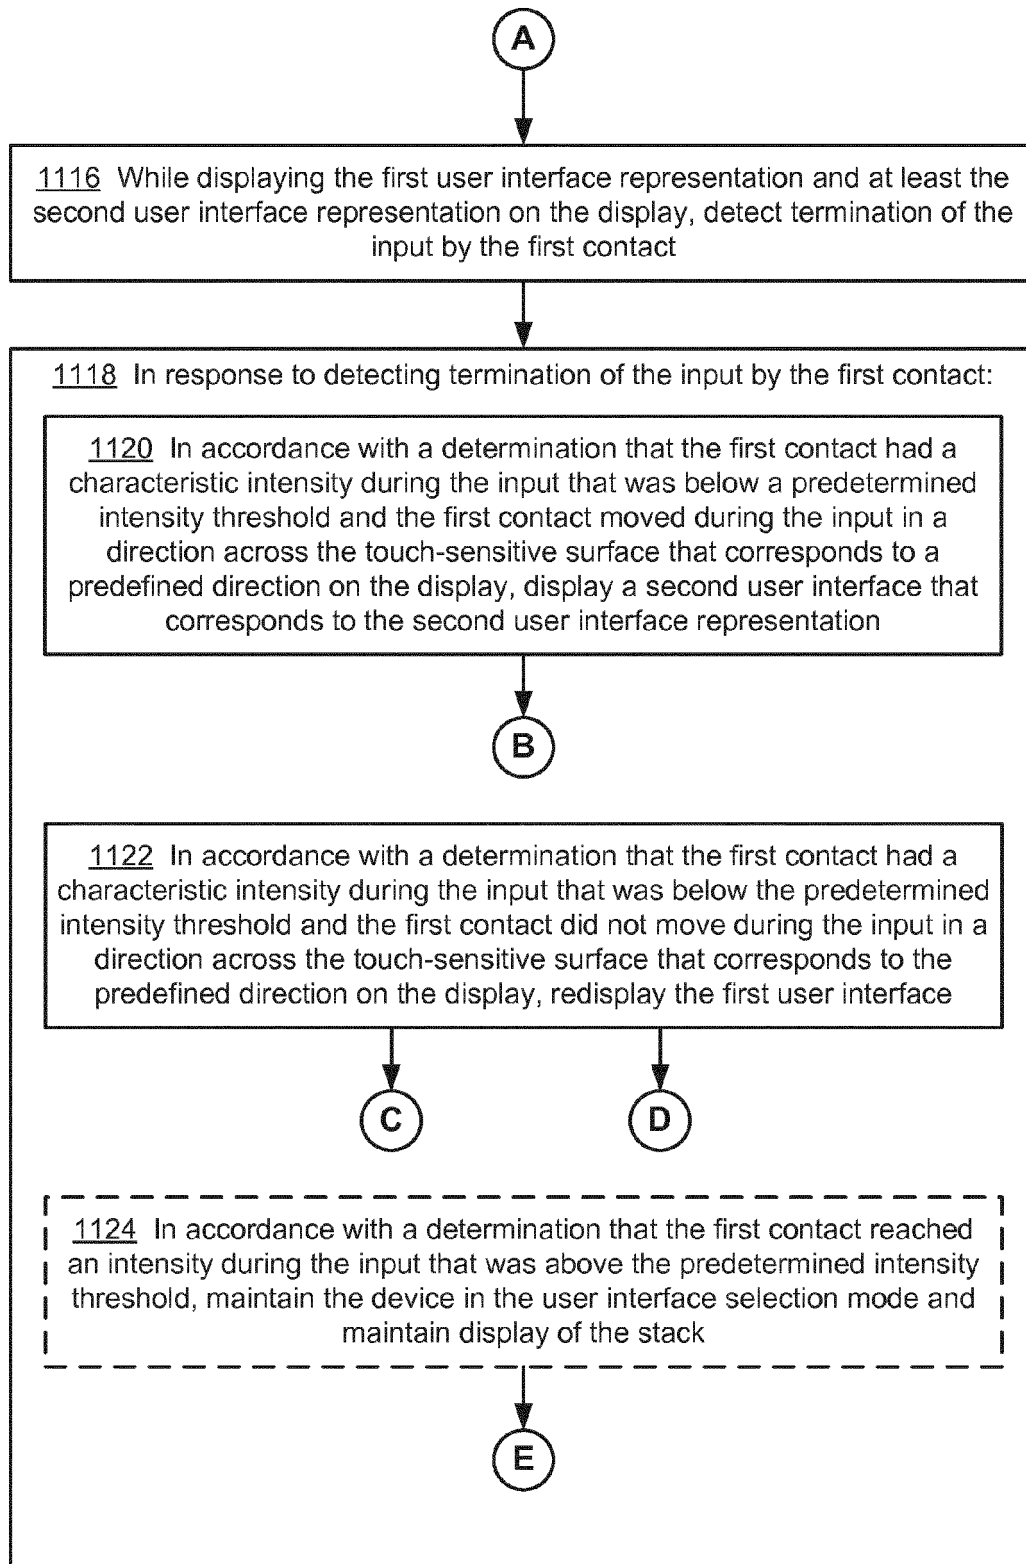 A
1116 While displaying the first user interface representation and at least the
second user interface representation on the display, detect termination of the
input by the first contact
1118 In response to detecting termination of the input by the first contact:
1120 In accordance with a determination that the first contact had a
characteristic intensity during the input that was below a predetermined
intensity threshold and the first contact moved during the input in a
direction across the touch-sensitive surface that corresponds to a
predefined direction on the display, display a second user interface that
corresponds to the second user interface representation
B
1122 In accordance with a determination that the first contact had a
characteristic intensity during the input that was below the predetermined
intensity threshold and the first contact did not move during the input in a
direction across the touch-sensitive surface that corresponds to the
predefined direction on the display, redisplay the first user interface
C D
1124 In accordance with a determination that the first contact reached
an intensity during the input that was above the predetermined intensity
threshold, maintain the device in the user interface selection mode and
maintain display of the stack
E